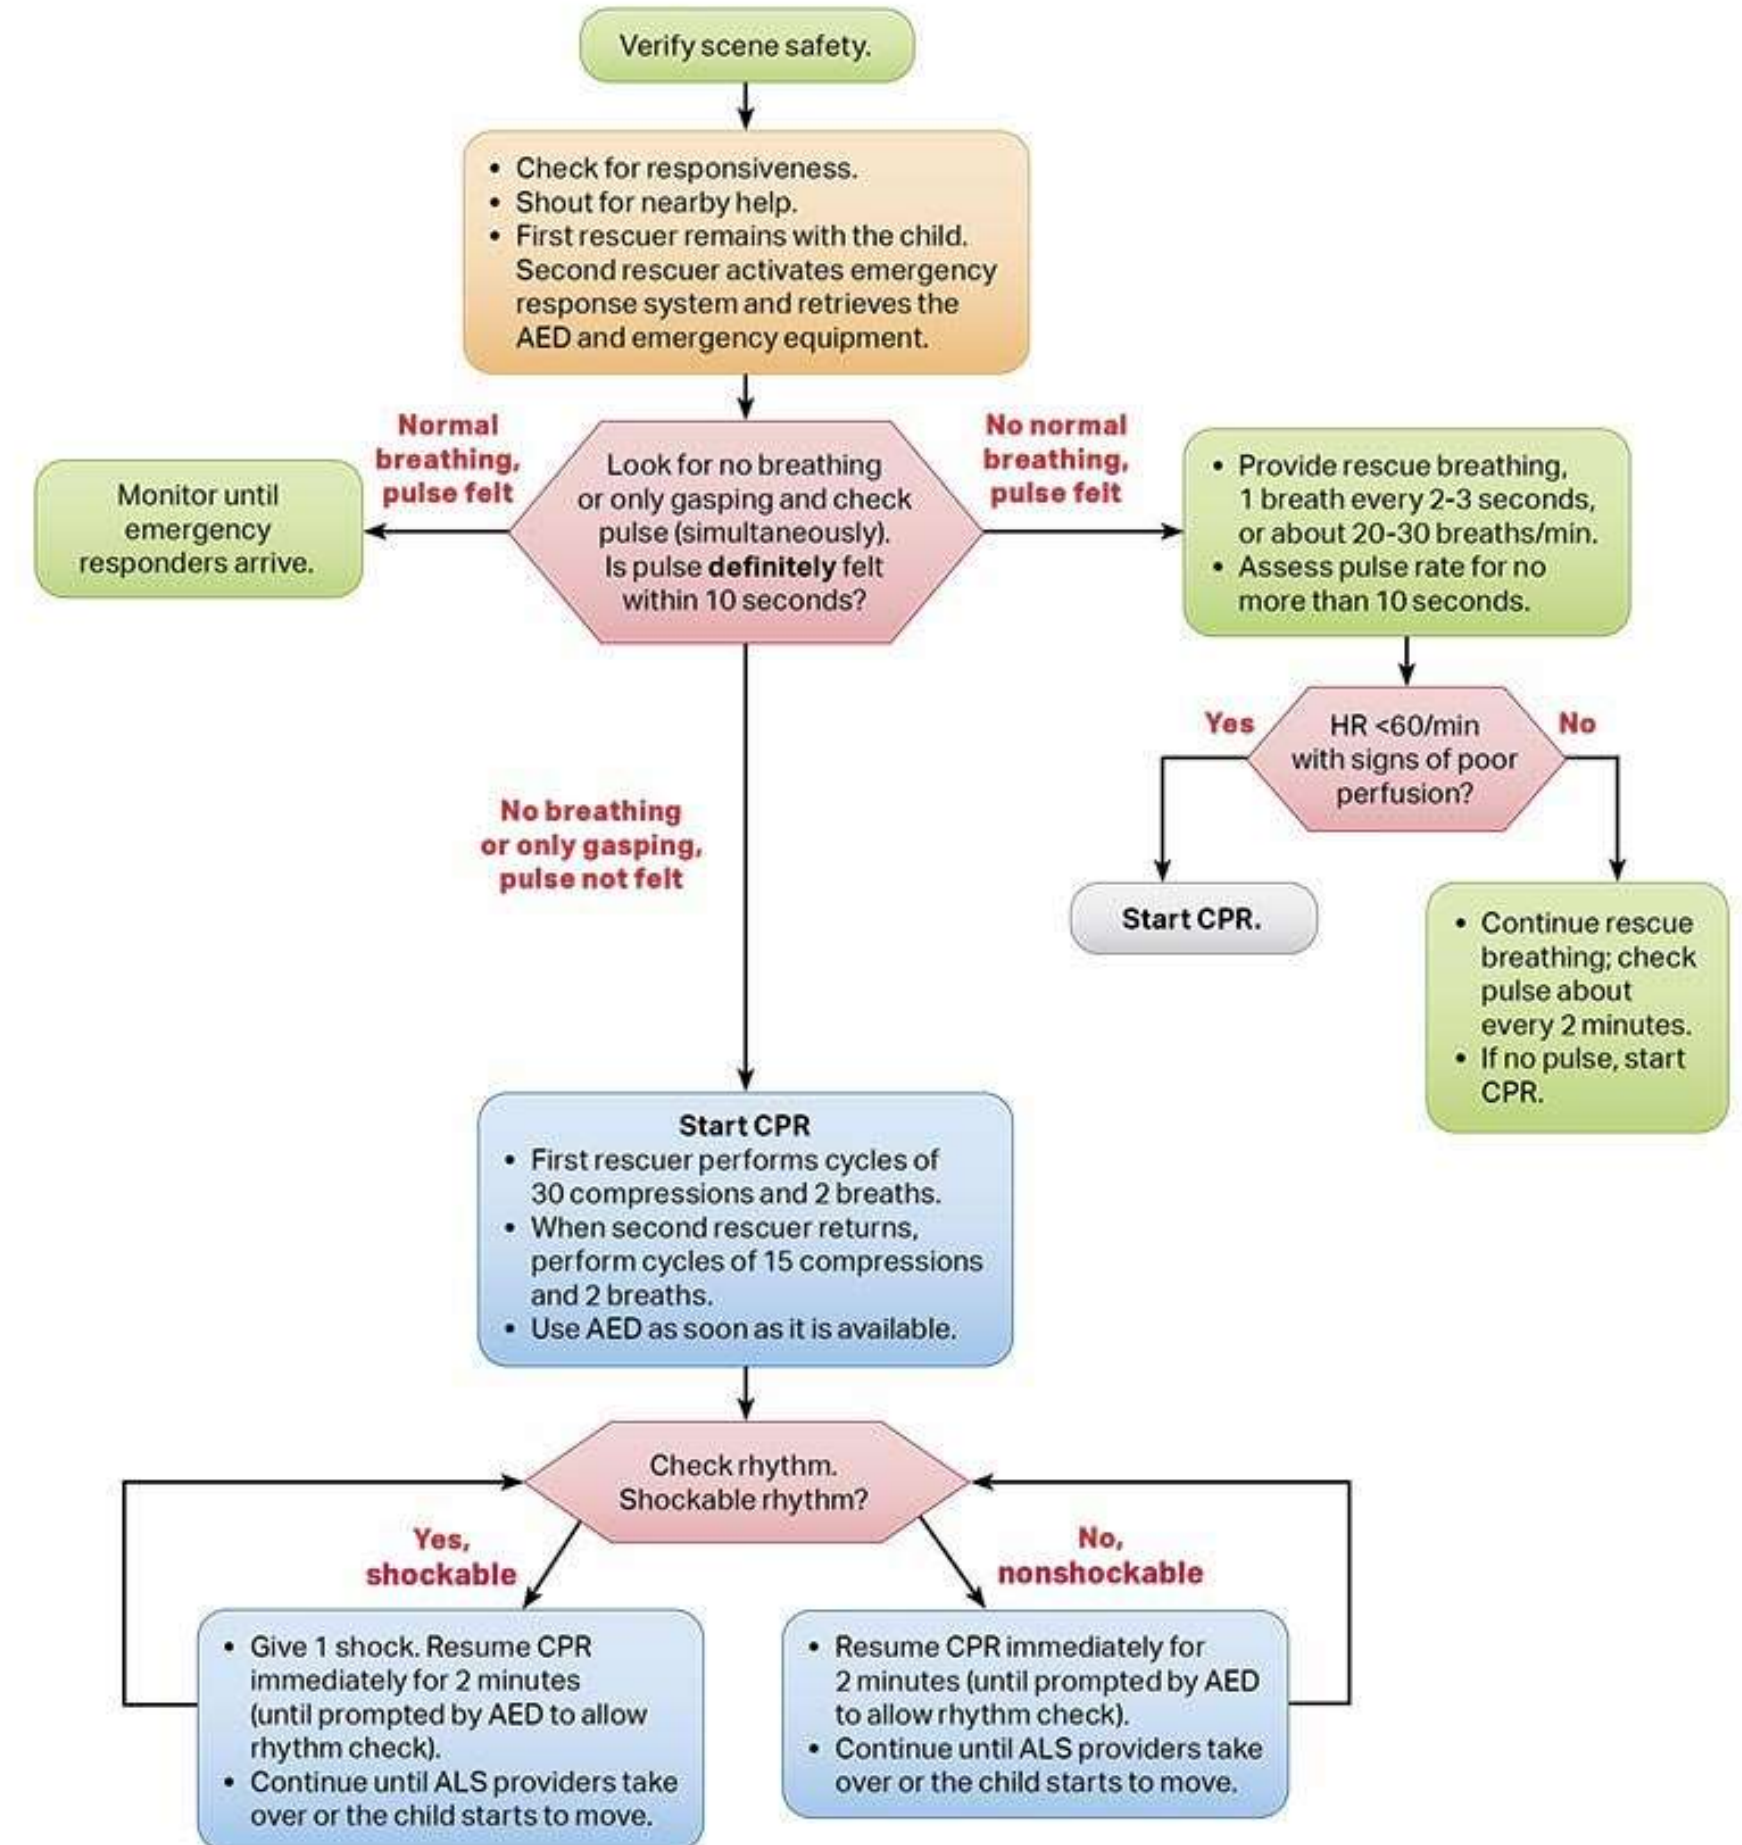 Verify scene safety.
• Check for responsiveness.
• Shout for nearby help.
• First rescuer remains with the child.
Second rescuer activates emergency
response system and retrieves the
AED and emergency equipment.
Normal
breathing,
pulse felt
No normal
breathing,
pulse felt
Monitor until
emergency
responders arrive.
Look for no breathing
or only gasping and check
pulse (simultaneously).
Is pulse definitely felt
within 10 seconds?
• Provide rescue breathing,
1 breath every 2-3 seconds,
or about 20-30 breaths/min.
• Assess pulse rate for no
more than 10 seconds.
Yes
HR <60/min
with signs of poor
perfusion?
No
No breathing
or only gasping,
pulse not felt
Start CPR.
• Continue rescue
breathing; check
pulse about
every 2 minutes.
• If no pulse, start
CPR.
Start CPR
• First rescuer performs cycles of
30 compressions and 2 breaths.
• When second rescuer returns,
perform cycles of 15 compressions
and 2 breaths.
• Use AED as soon as it is available.
Check rhythm.
Shockable rhythm?
Yes,
shockable
No,
nonshockable
• Give 1 shock. Resume CPR
immediately for 2 minutes
(until prompted by AED to allow
rhythm check).
• Continue until ALS providers take
over or the child starts to move.
• Resume CPR immediately for
2 minutes (until prompted by AED
to allow rhythm check).
• Continue until ALS providers take
over or the child starts to move.